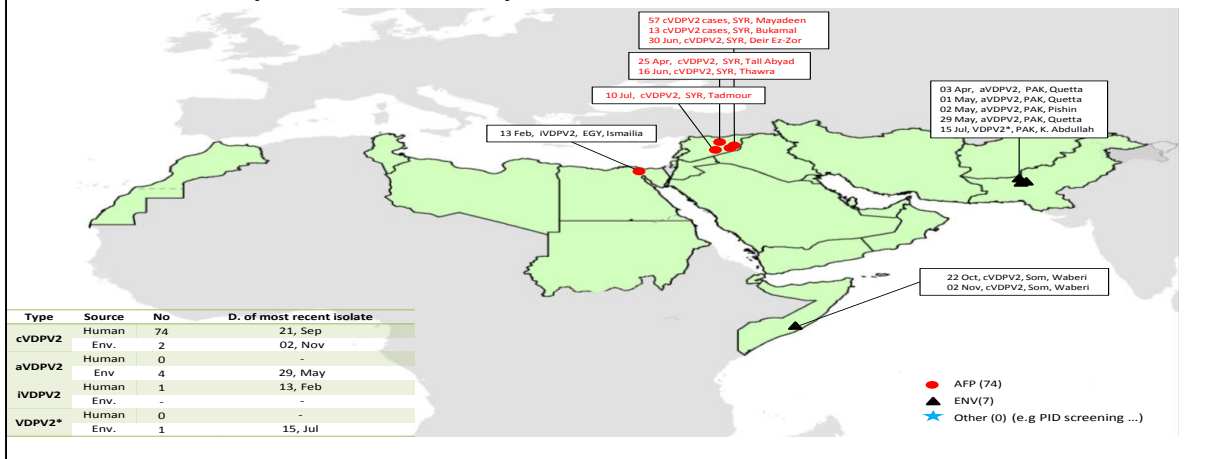 57 cVDPV2 cases, SYR, Mayadeen
13 cVDPV2 cases, SYR, Bukamal
30 Jun, cVDPV2, SYR, Deir Ez-Zor
25 Apr, cVDPV2, SYR, Tall Abyad
16 Jun, cVDPV2, SYR, Thawra
10 Jul, cVDPV2, SYR, Tadmour
03 Apr, aVDPV2, PAK, Quetta
01 May, aVDPV2, PAK, Quetta
02 May, aVDPV2, PAK, Pishin
29 May, aVDPV2, PAK, Quetta
15 Jul, VDPV2*, PAK, K. Abdullah
13 Feb, iVDPV2, EGY, Ismailia
22 Oct, cVDPV2, Som, Waberi
02 Nov, cVDPV2, Som, Waberi
Type Source No D. of most recent isolate
cVDPV2 Human 74 21, Sep
Env. 2 02, Nov
aVDPV2 Human 0 -
Env 4 29, May
iVDPV2 Human 1 13, Feb
Env. - -
VDPV2* Human 0 -
Env. 1 15, Jul
AFP (74)
ENV(7)
Other (0) (e.g PID screening ...)